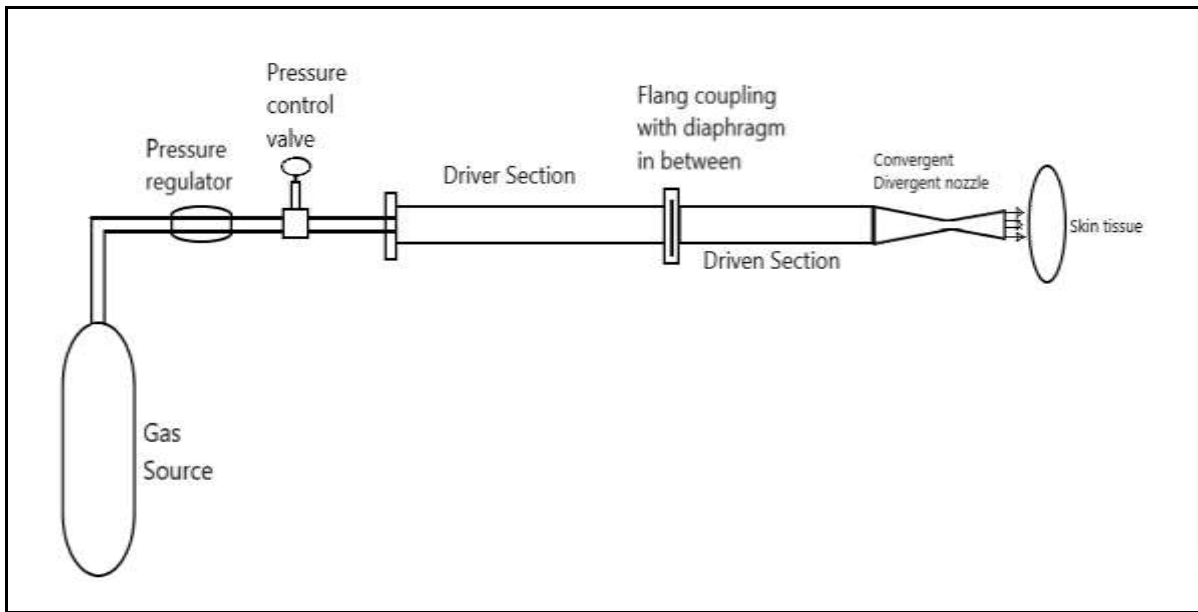 Pressure
control
valve
Pressure
regulator
Driver Section
Flang coupling
with diaphragm
in between
Convergent
Divergent nozzle
Skin tissue
Driven Section
Gas
Source